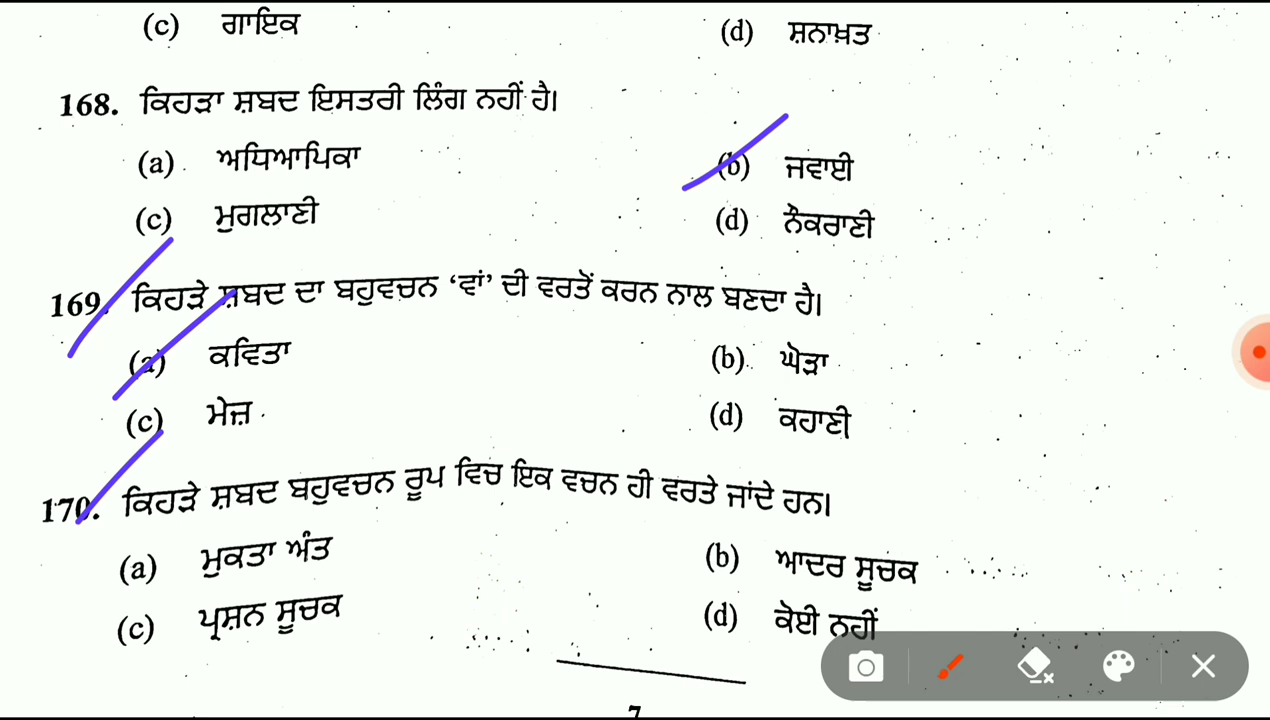 (c) ਗਾਇਕ (d) ਸ਼ਨਾਖ਼ਤ
168. ਕਿਹੜਾ ਸ਼ਬਦ ਇਸਤਰੀ ਲਿੰਗ ਨਹੀਂ ਹੈ।
(a) ਅਧਿਆਪਿਕਾ (b) ਜਵਾਈ
(c) ਮੁਗਲਾਣੀ (d) ਨੌਕਰਾਣੀ
169. ਕਿਹੜੇ ਸ਼ਬਦ ਦਾ ਬਹੁਵਚਨ ‘ਵਾਂ’ ਦੀ ਵਰਤੋਂ ਕਰਨ ਨਾਲ ਬਣਦਾ ਹੈ।
(a) ਕਵਿਤਾ (b) ਘੋੜਾ
(c) ਮੇਜ਼ (d) ਕਹਾਣੀ
170. ਕਿਹੜੇ ਸ਼ਬਦ ਬਹੁਵਚਨ ਰੂਪ ਵਿਚ ਇਕ ਵਚਨ ਹੀ ਵਰਤੇ ਜਾਂਦੇ ਹਨ।
(a) ਮੁਕਤਾ ਅੰਤ (b) ਆਦਰ ਸੂਚਕ
(c) ਪ੍ਰਸ਼ਨ ਸੂਚਕ (d) ਕੋਈ ਨਹੀਂ
7